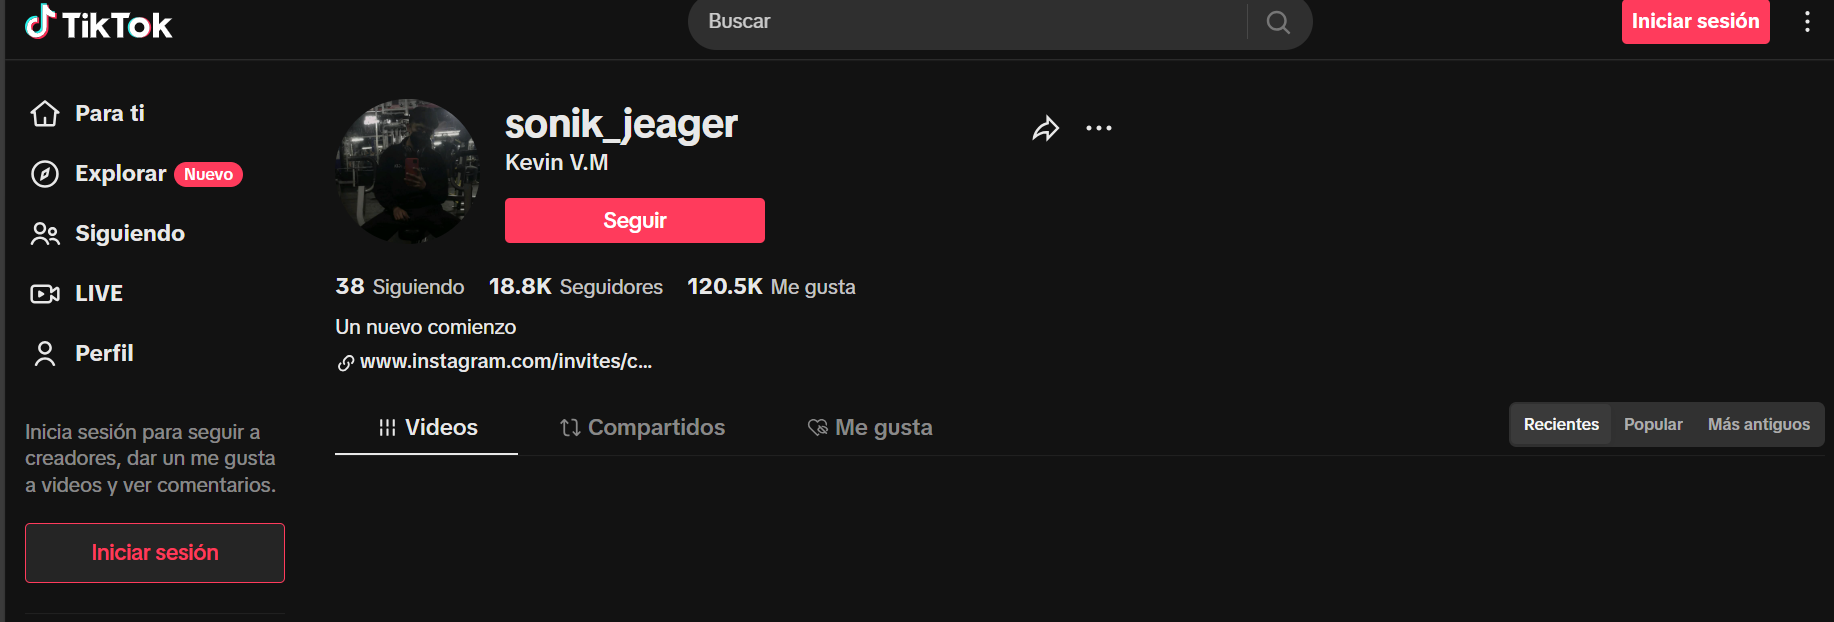 TikTok
Buscar
Iniciar sesión
Para ti
Explorar Nuevo
Siguiendo
LIVE
Perfil
Inicia sesión para seguir a
creadores, dar un me gusta
a videos y ver comentarios.
Iniciar sesión
sonik_jeager
Kevin V.M
Seguir
38 Siguiendo 18.8K Seguidores 120.5K Me gusta
Un nuevo comienzo
www.instagram.com/invites/c...
Videos Compartidos Me gusta
Recientes Popular Más antiguos